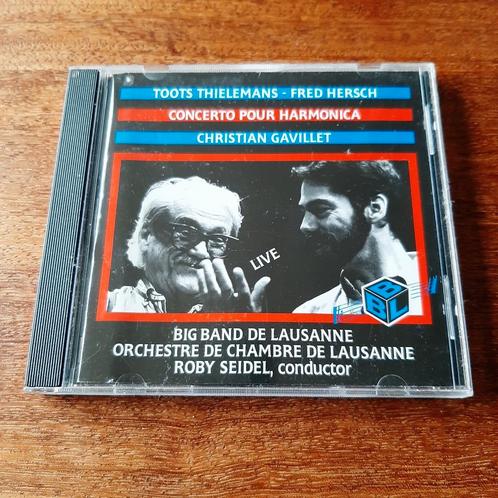 TOOTS THIELEMANS - FRED HERSCH
CONCERTO POUR HARMONICA
CHRISTIAN GAVILLET
LIVE
BBL
BIG BAND DE LAUSANNE
ORCHESTRE DE CHAMBRE DE LAUSANNE
ROBY SEIDEL, conductor